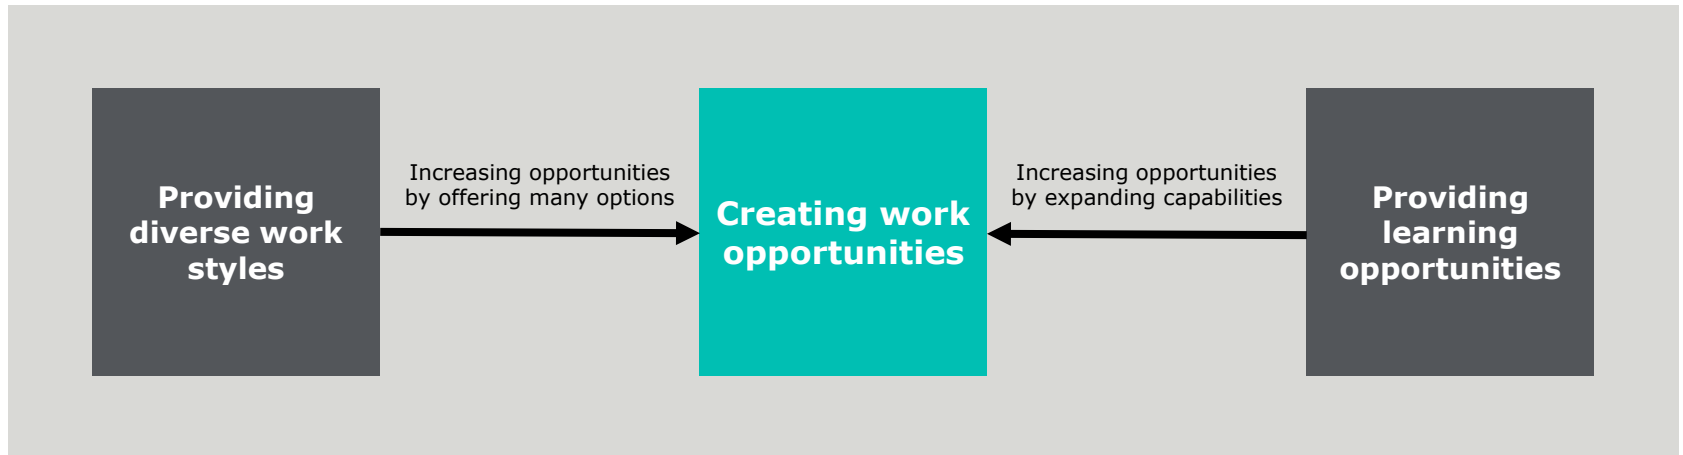 Providing
diverse work
styles
Increasing opportunities
by offering many options
Creating work
opportunities
Increasing opportunities
by expanding capabilities
Providing
learning
opportunities